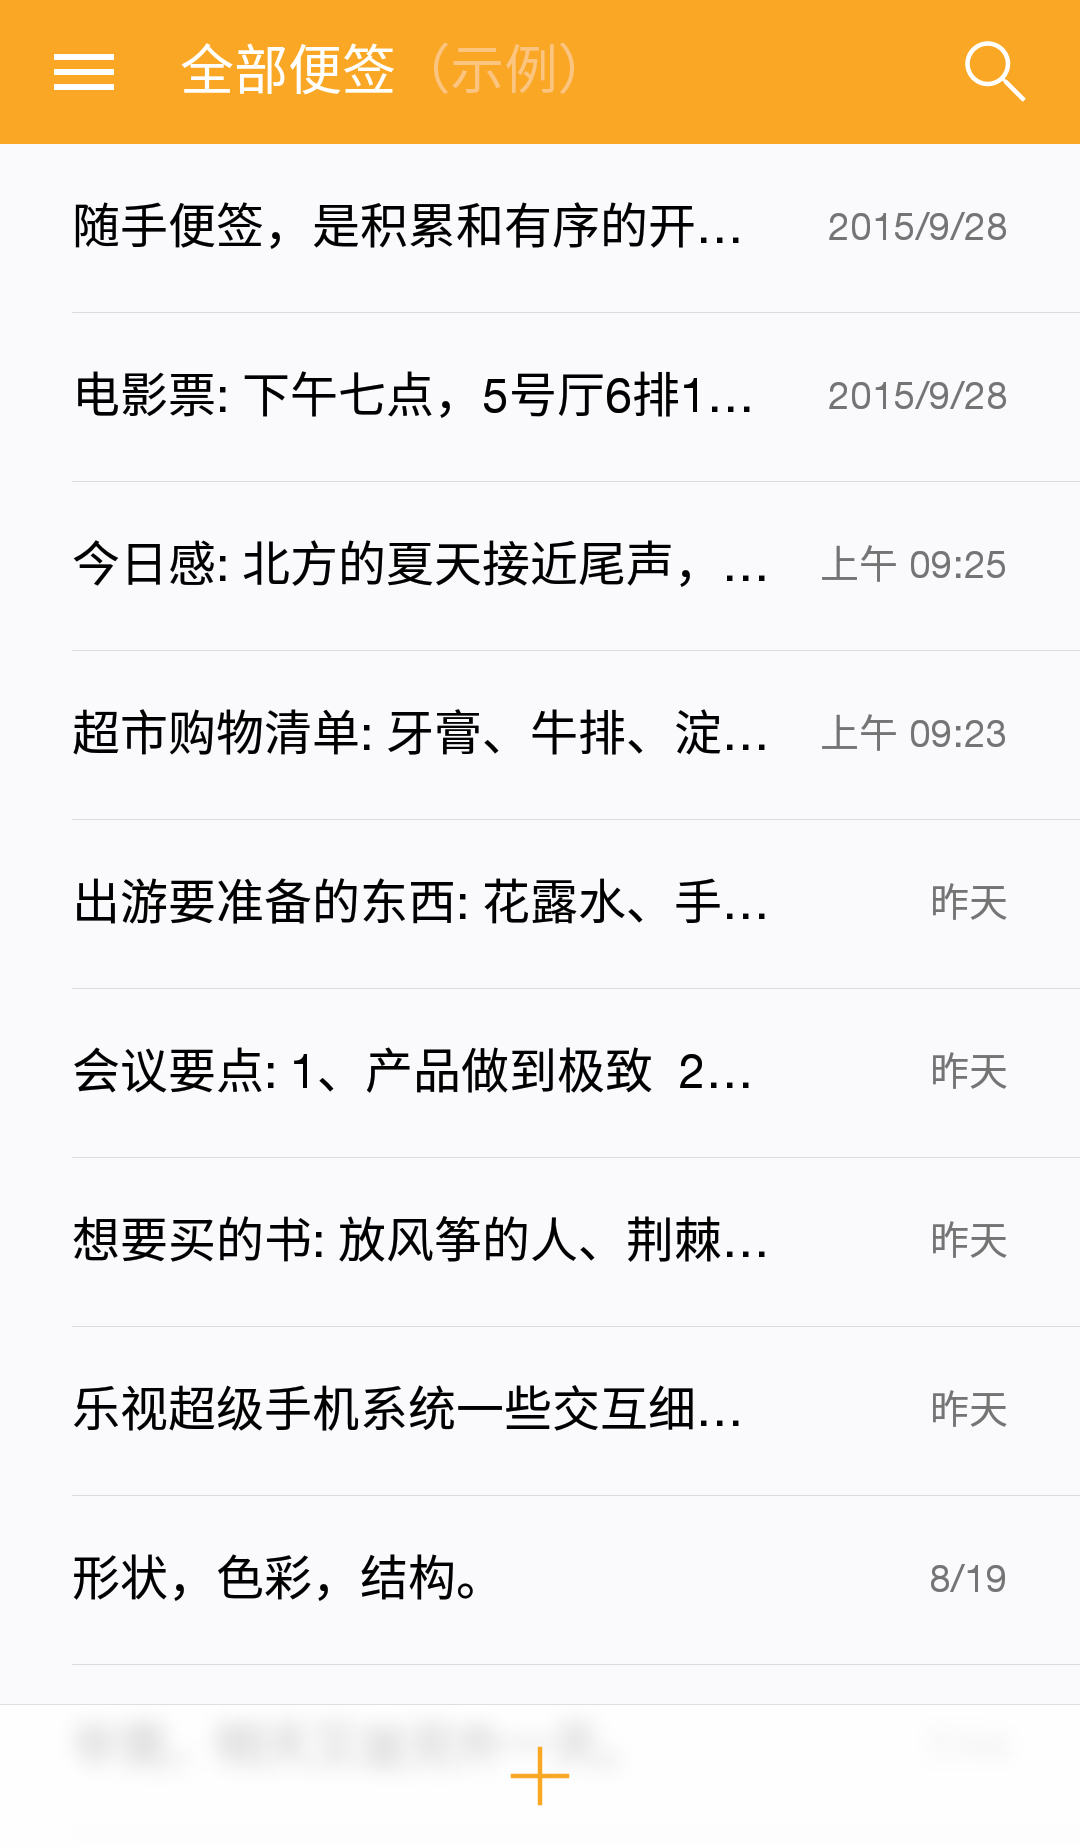 全部便签（示例）
随手便签，是积累和有序的开... 2015/9/28
电影票: 下午七点，5号厅6排1... 2015/9/28
今日感: 北方的夏天接近尾声，... 上午 09:25
超市购物清单: 牙膏、牛排、淀... 上午 09:23
出游要准备的东西: 花露水、手... 昨天
会议要点: 1、产品做到极致 2... 昨天
想要买的书: 放风筝的人、荆棘... 昨天
乐视超级手机系统一些交互细... 昨天
形状，色彩，结构。 8/19